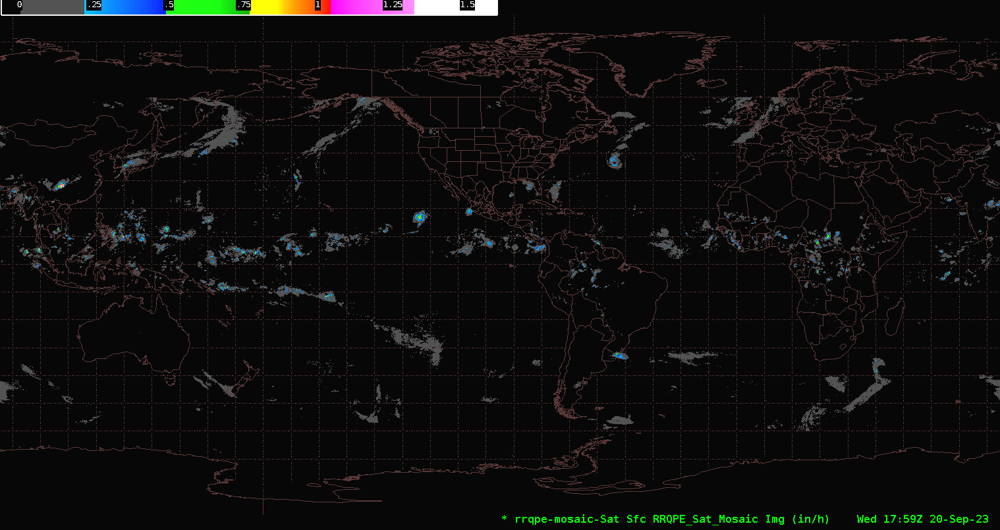 0 .25 .5 .75 1 1.25 1.5
* rrqpe-mosaic-Sat Sfc RRQPE_Sat_Mosaic Img (in/h) Wed 17:59Z 20-Sep-23